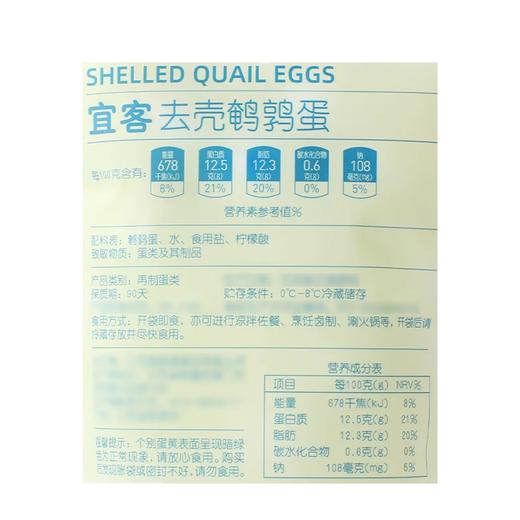 SHELLED QUAIL EGGS
宜客去壳鹌鹑蛋
每100克含有:
能量 678 千焦(kJ) 8%
蛋白质 12.5 (g) 21%
脂肪 12.3 (g) 20%
碳水化合物 0.6 (g) 0%
钠 108 毫克(mg) 5%
营养素参考值%
配料表: 鹌鹑蛋、水、食用盐、柠檬酸
致敏物质: 蛋类及其制品
产品类别: 再制蛋类
保质期: 90天
贮存条件: 0℃-8℃冷藏储存
食用方式: 开袋即食, 亦可进行凉拌佐餐、烹饪卤制、涮火锅等, 开袋后请
冷藏存放并尽快食用。
营养成分表
项目 每100克(g) NRV%
能量 678千焦(kJ) 8%
蛋白质 12.5克(g) 21%
脂肪 12.3克(g) 20%
碳水化合物 0.6克(g) 0%
钠 108毫克(mg) 5%
温馨提示: 个别蛋黄表面呈现暗绿
色为正常现象, 请放心食用。购买
后发现胀袋或密封不好, 请勿食用。